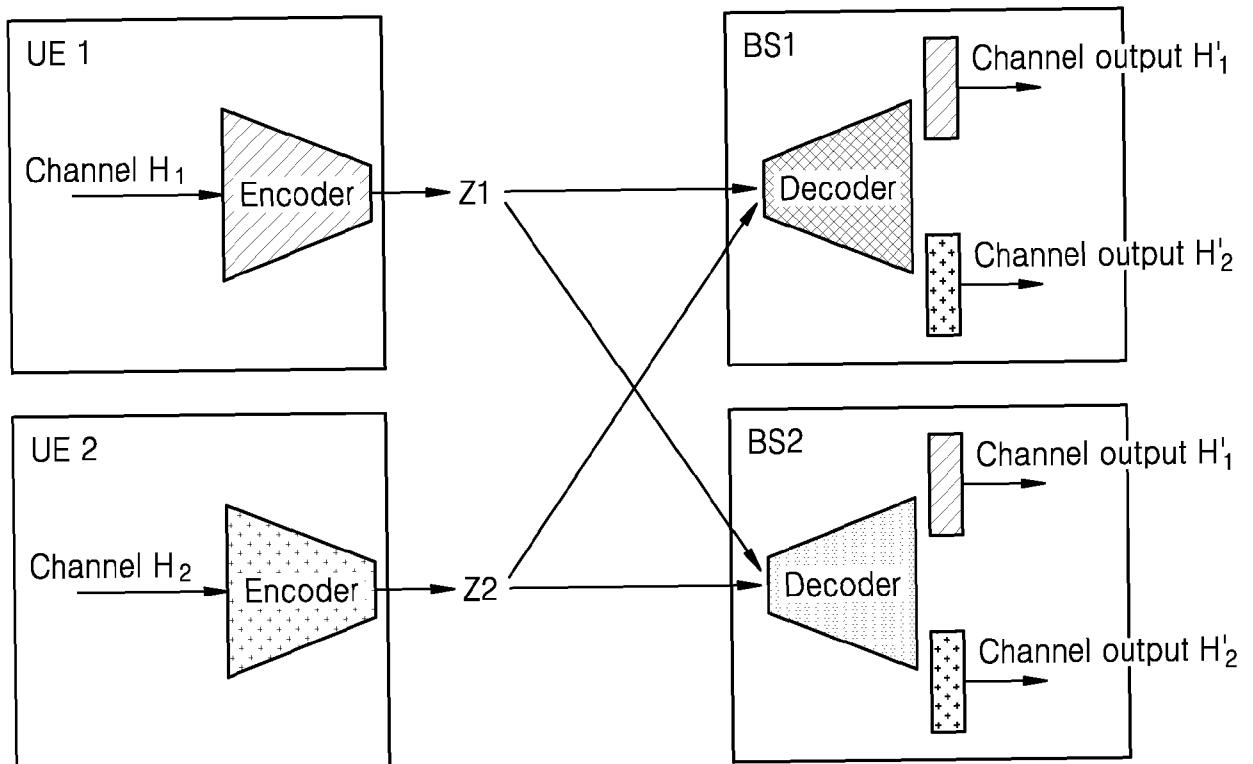 UE 1
Channel H₁
Encoder
Z1
BS1
Decoder
Channel output H'₁
Channel output H'₂
UE 2
Channel H₂
Encoder
Z2
BS2
Decoder
Channel output H'₁
Channel output H'₂